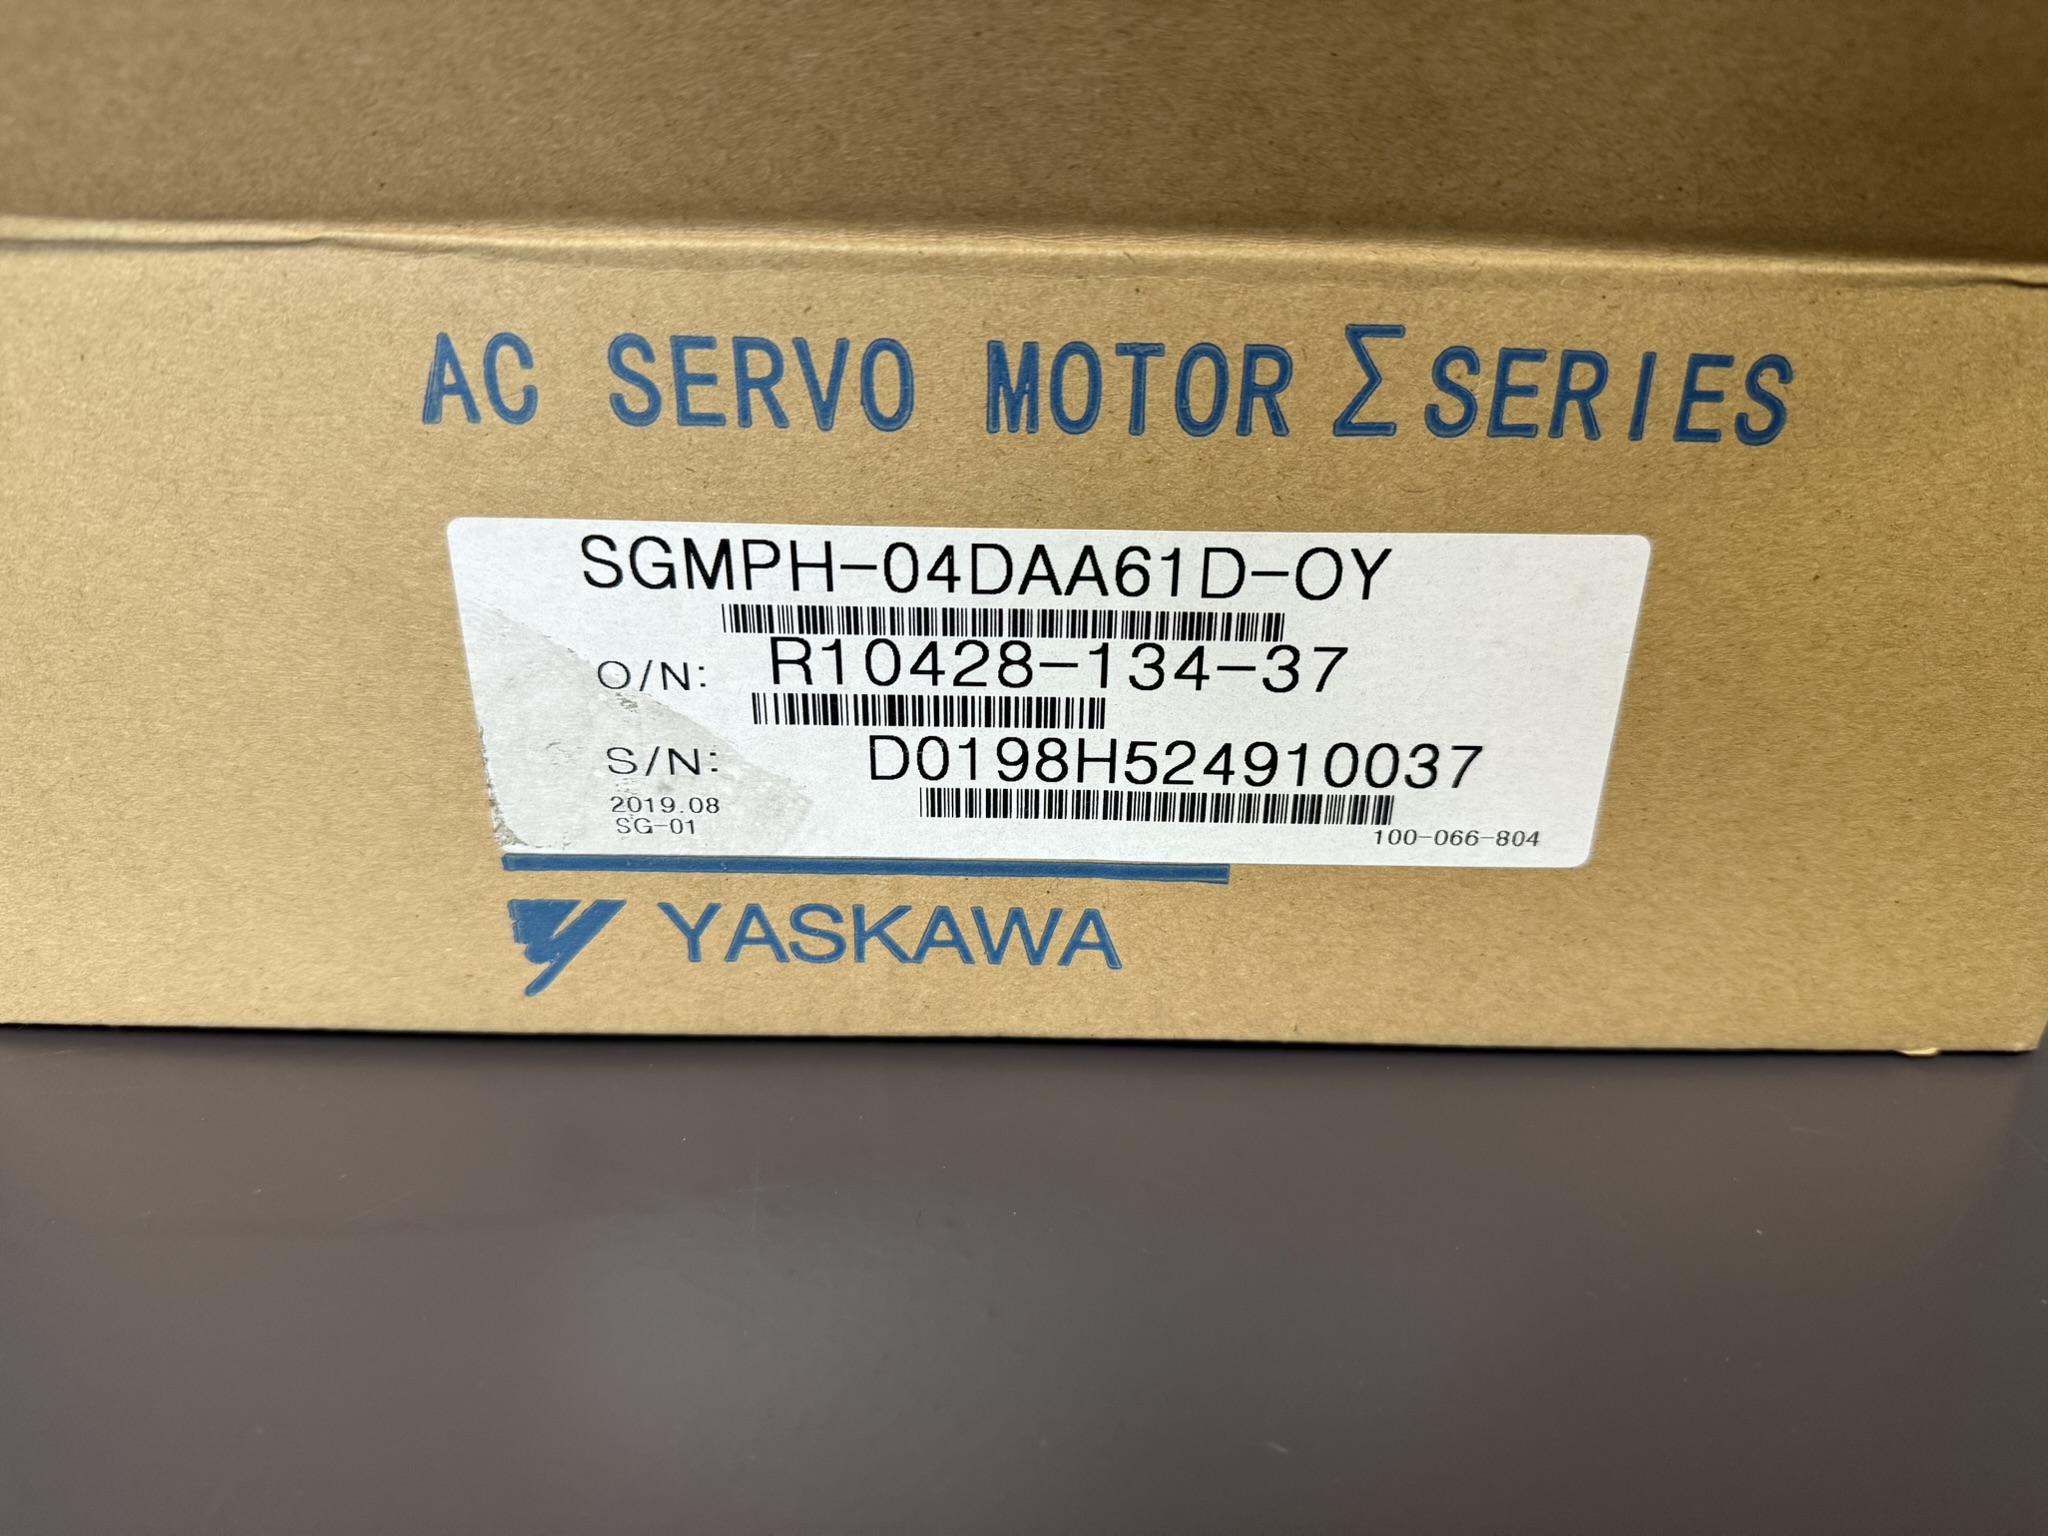 AC SERVO MOTOR Σ SERIES
SGMPH-04DAA61D-OY
O/N: R10428-134-37
S/N: D0198H524910037
2019.08
SG-01
100-066-804
YASKAWA